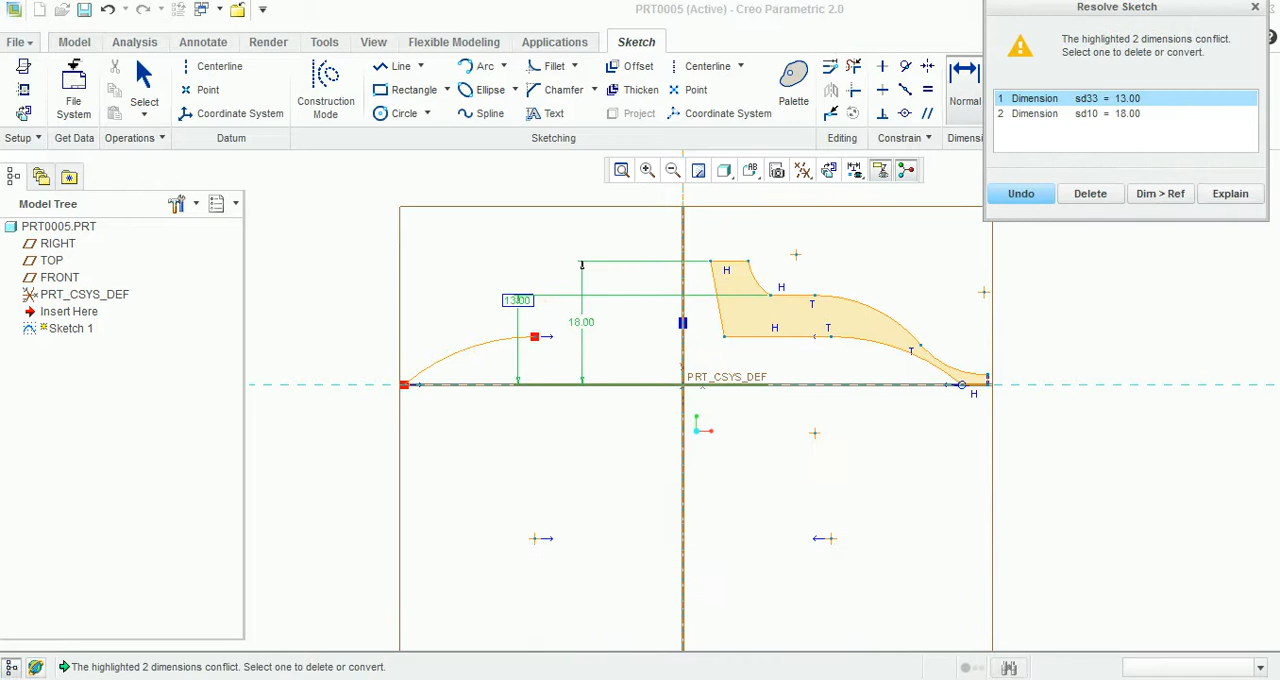 PRT0005 (Active) - Creo Parametric 2.0
Resolve Sketch
File
Model
Analysis
Annotate
Render
Tools
View
Flexible Modeling
Applications
Sketch
The highlighted 2 dimensions conflict.
Select one to delete or convert.
1 Dimension sd33 = 13.00
2 Dimension sd10 = 18.00
Undo
Delete
Dim > Ref
Explain
File
System
Select
Centerline
Point
Coordinate System
Construction
Mode
Line
Rectangle
Circle
Arc
Ellipse
Spline
Fillet
Chamfer
Text
Offset
Thicken
Project
Centerline
Point
Coordinate System
Palette
Normal
Setup
Get Data
Operations
Datum
Sketching
Editing
Constrain
Dimensi
Model Tree
PRT0005.PRT
RIGHT
TOP
FRONT
PRT_CSYS_DEF
Insert Here
Sketch 1
H
H
13.00
T
18.00
H
T
T
PRT_CSYS_DEF
H
The highlighted 2 dimensions conflict. Select one to delete or convert.